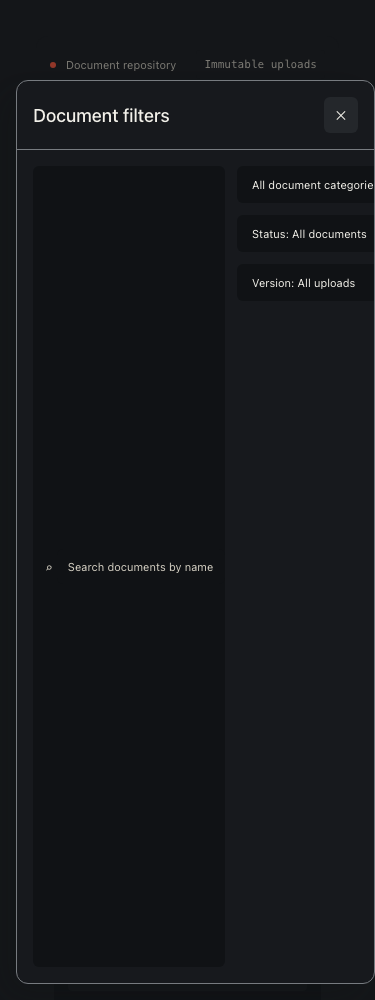 Document repository Immutable uploads
Document filters
All document categorie
Status: All documents
Version: All uploads
Search documents by name